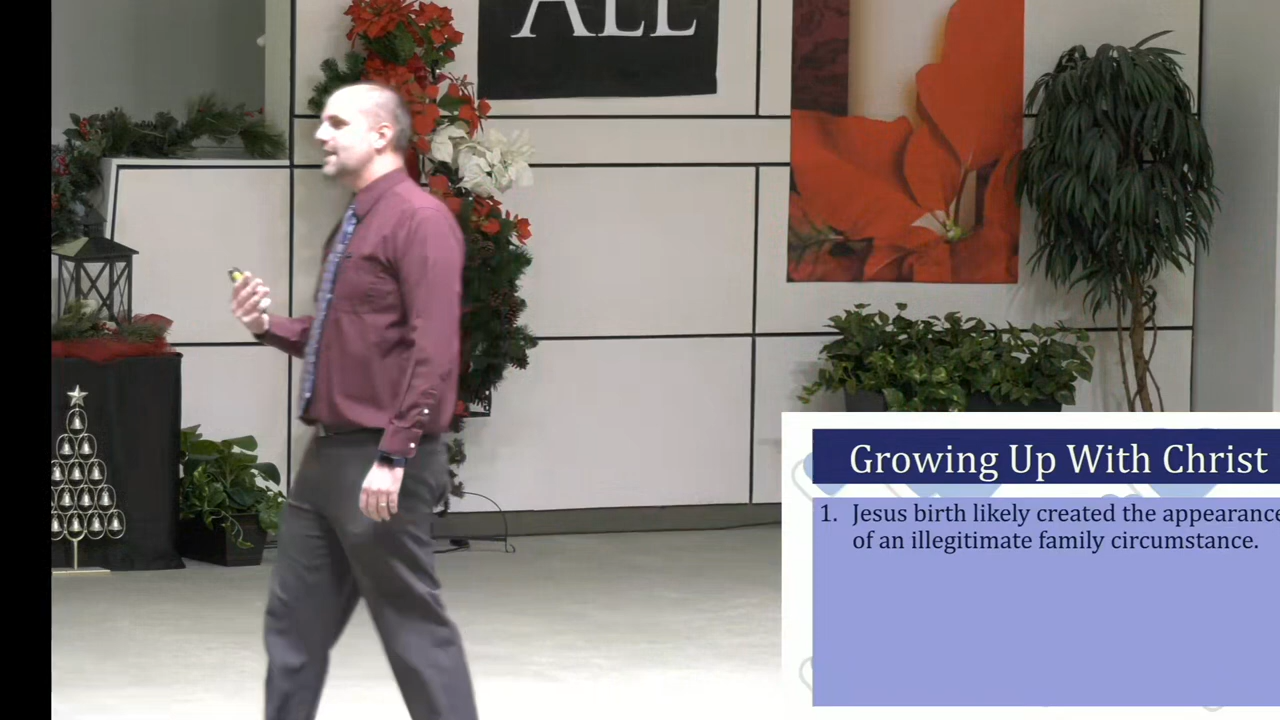 ALL
Growing Up With Christ
1. Jesus birth likely created the appearance
of an illegitimate family circumstance.